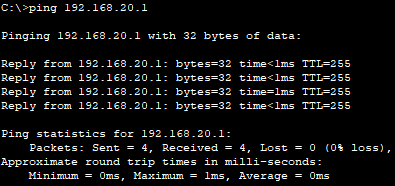 C:\>ping 192.168.20.1
Pinging 192.168.20.1 with 32 bytes of data:
Reply from 192.168.20.1: bytes=32 time<1ms TTL=255
Reply from 192.168.20.1: bytes=32 time<1ms TTL=255
Reply from 192.168.20.1: bytes=32 time=1ms TTL=255
Reply from 192.168.20.1: bytes=32 time<1ms TTL=255
Ping statistics for 192.168.20.1:
    Packets: Sent = 4, Received = 4, Lost = 0 (0% loss),
Approximate round trip times in milli-seconds:
    Minimum = 0ms, Maximum = 1ms, Average = 0ms